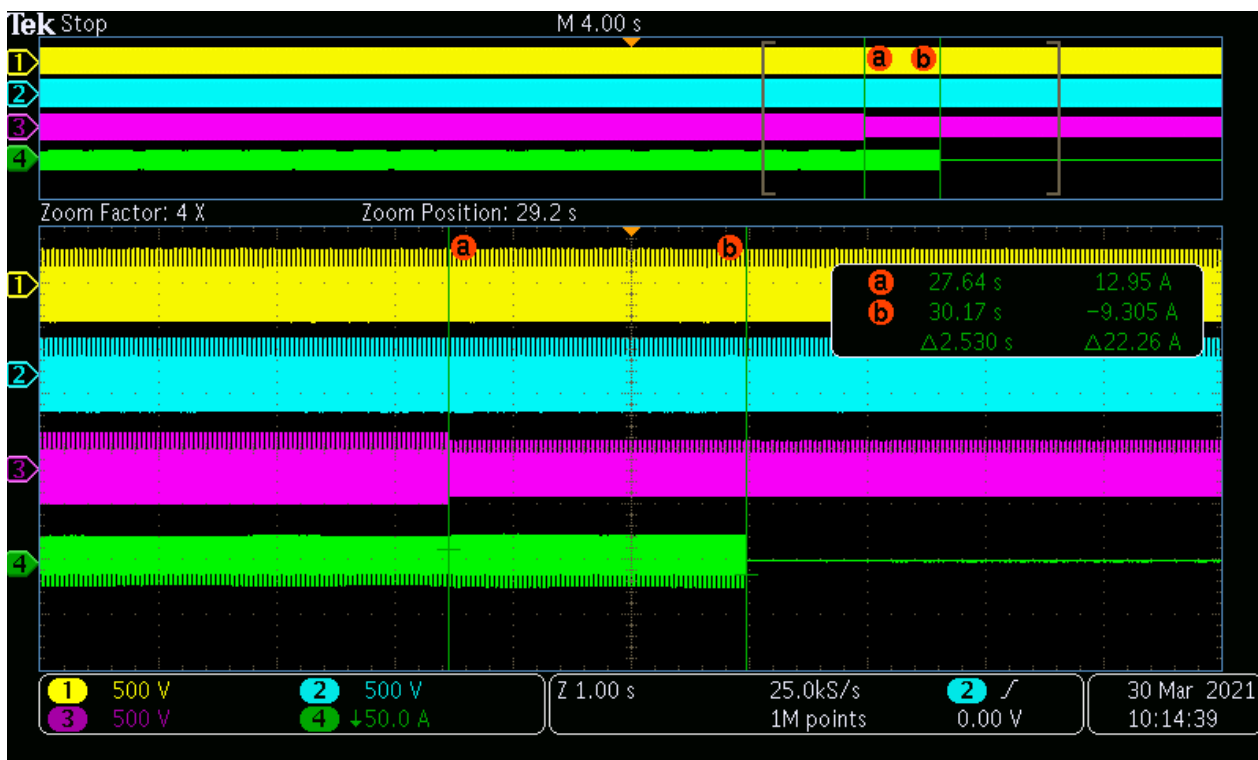 Tek Stop M 4.00 s
1 a b
2
3
4
Zoom Factor: 4 X Zoom Position: 29.2 s
a b
1 a 27.64 s 12.95 A
b 30.17 s −9.305 A
△2.530 s △22.26 A
2
3
4
1 500 V 2 500 V Z 1.00 s 25.0kS/s 2 ∫ 30 Mar 2021
3 500 V 4 ↓50.0 A 1M points 0.00 V 10:14:39